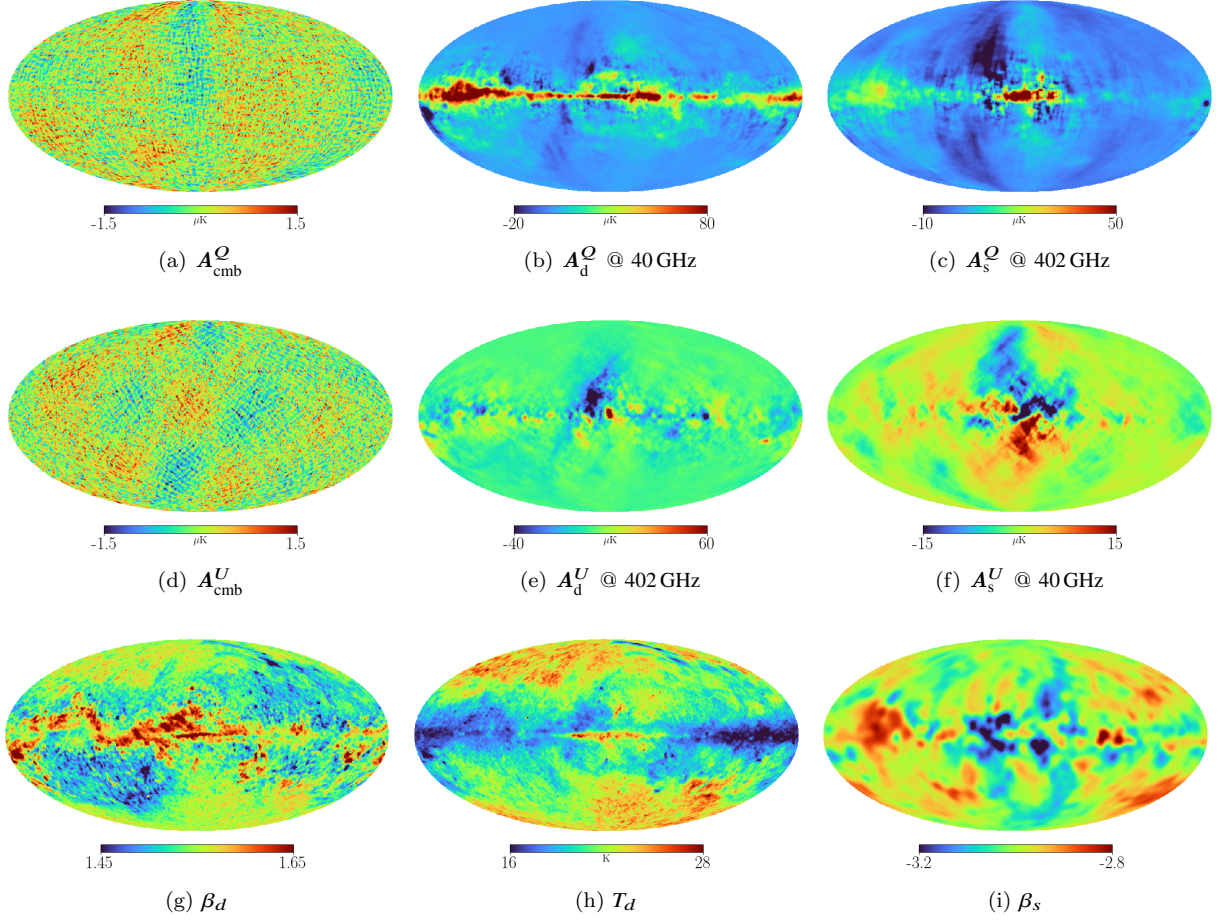 -1.5 μK 1.5
-20 μK 80
-10 μK 50
(a) A^Q_cmb
(b) A^Q_d @ 40 GHz
(c) A^Q_s @ 402 GHz
-1.5 μK 1.5
-40 μK 60
-15 μK 15
(d) A^U_cmb
(e) A^U_d @ 402 GHz
(f) A^U_s @ 40 GHz
1.45 1.65
16 K 28
-3.2 -2.8
(g) β_d
(h) T_d
(i) β_s